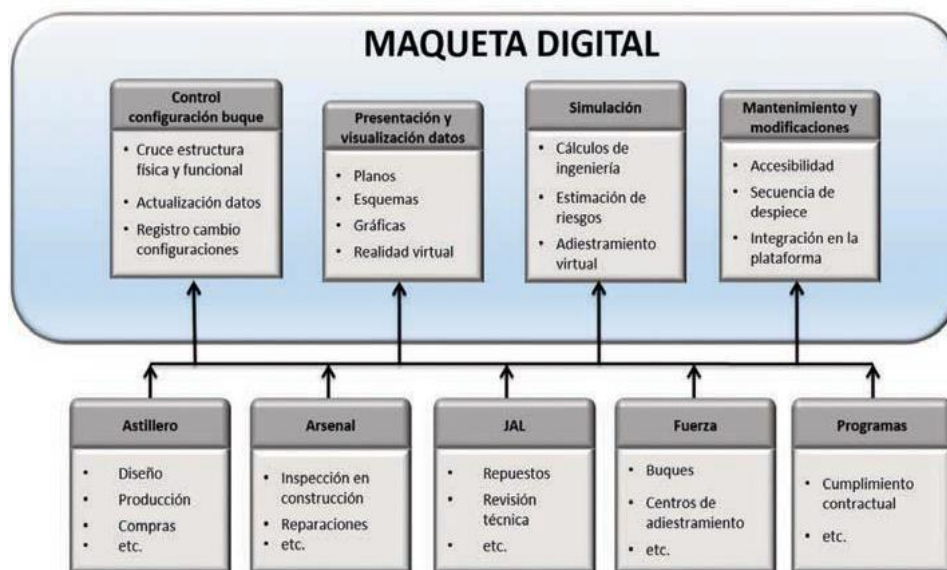 MAQUETA DIGITAL
Control
configuración buque
• Cruce estructura
física y funcional
• Actualización datos
• Registro cambio
configuraciones
Presentación y
visualización datos
• Planos
• Esquemas
• Gráficas
• Realidad virtual
Simulación
• Cálculos de
ingeniería
• Estimación de
riesgos
• Adiestramiento
virtual
Mantenimiento y
modificaciones
• Accesibilidad
• Secuencia de
despiece
• Integración en la
plataforma
Astillero
• Diseño
• Producción
• Compras
• etc.
Arsenal
• Inspección en
construcción
• Reparaciones
• etc.
JAL
• Repuestos
• Revisión
técnica
• etc.
Fuerza
• Buques
• Centros de
adiestramiento
• etc.
Programas
• Cumplimiento
contractual
• etc.